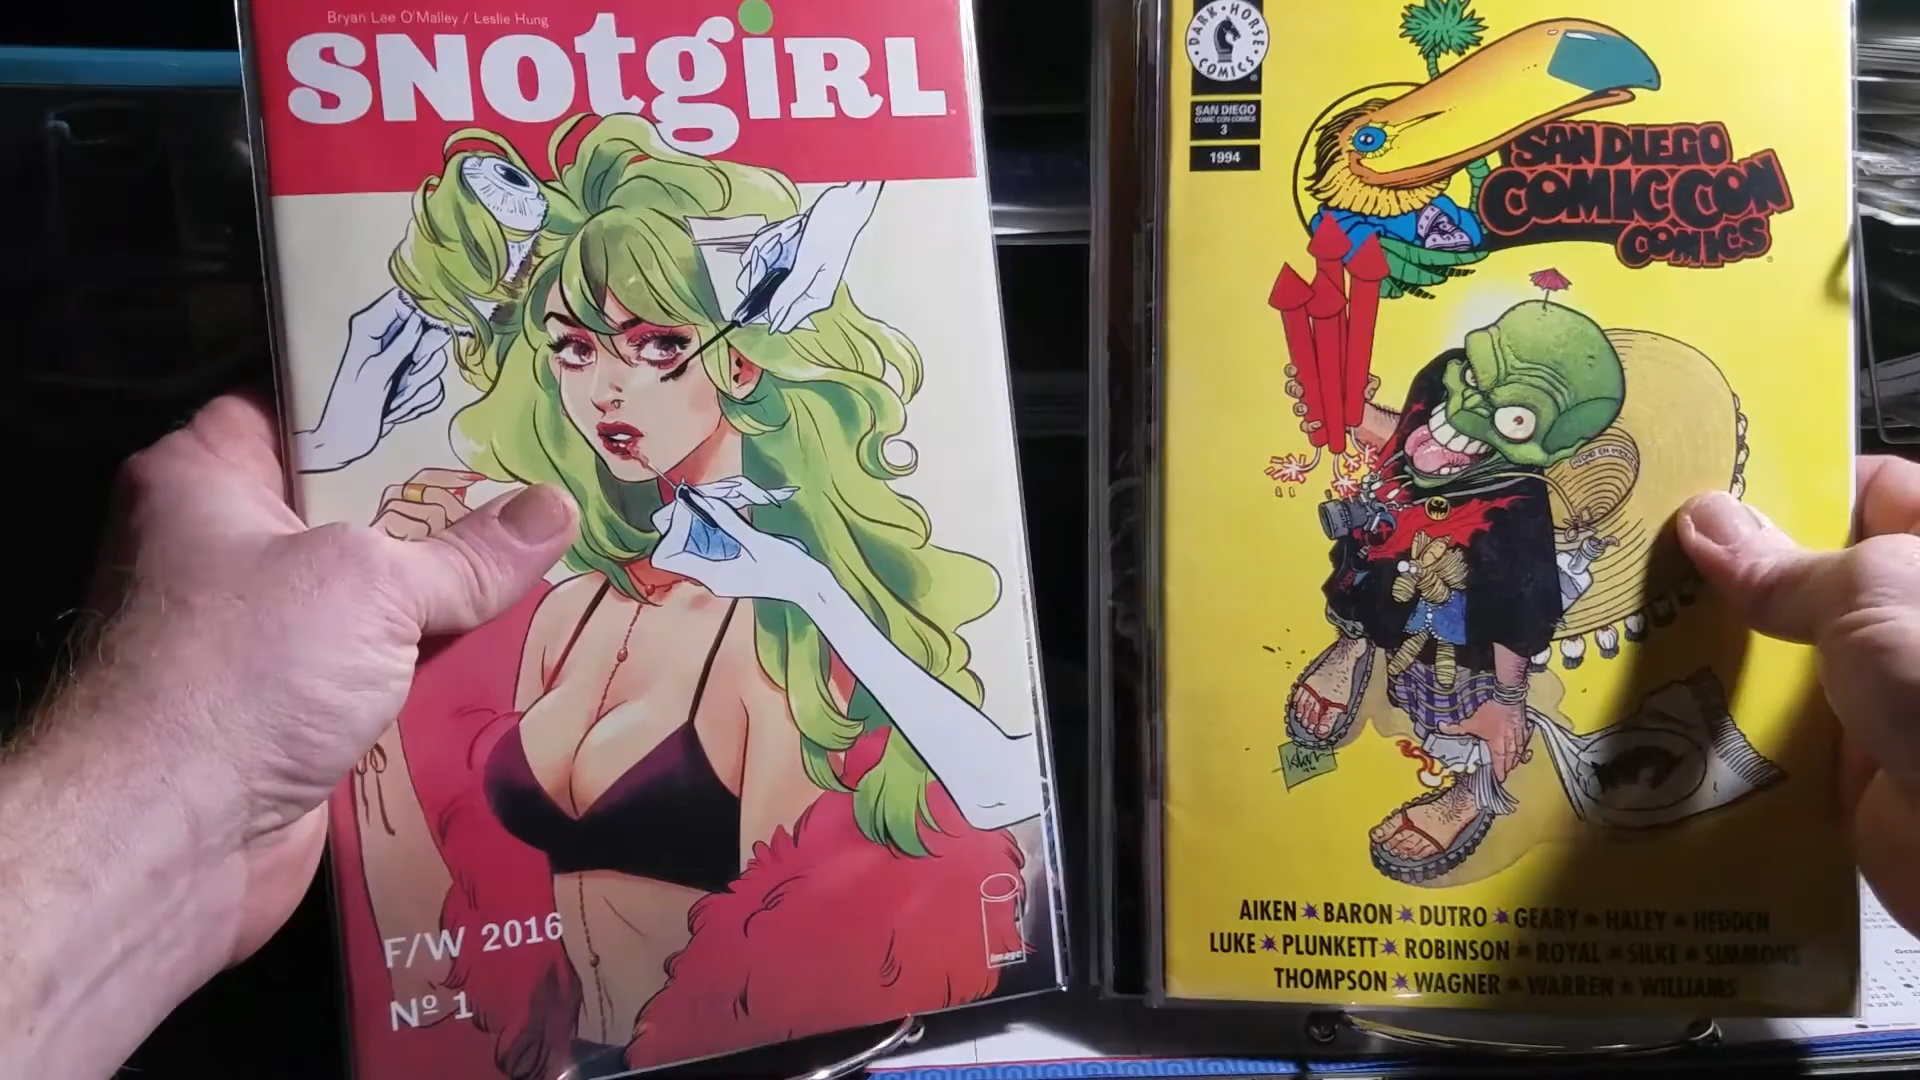 Bryan Lee O'Malley / Leslie Hung
SNOtgiRL
F/W 2016
Nº 1
image
DARK HORSE COMICS
SAN DIEGO
COMIC CON COMICS
3
1994
SAN DIEGO
COMIC CON
COMICS
AIKEN BARON DUTRO GEARY HALEY HEDDEN
LUKE PLUNKETT ROBINSON ROYAL SILKE SIMMONS
THOMPSON WAGNER WARREN WILLIAMS